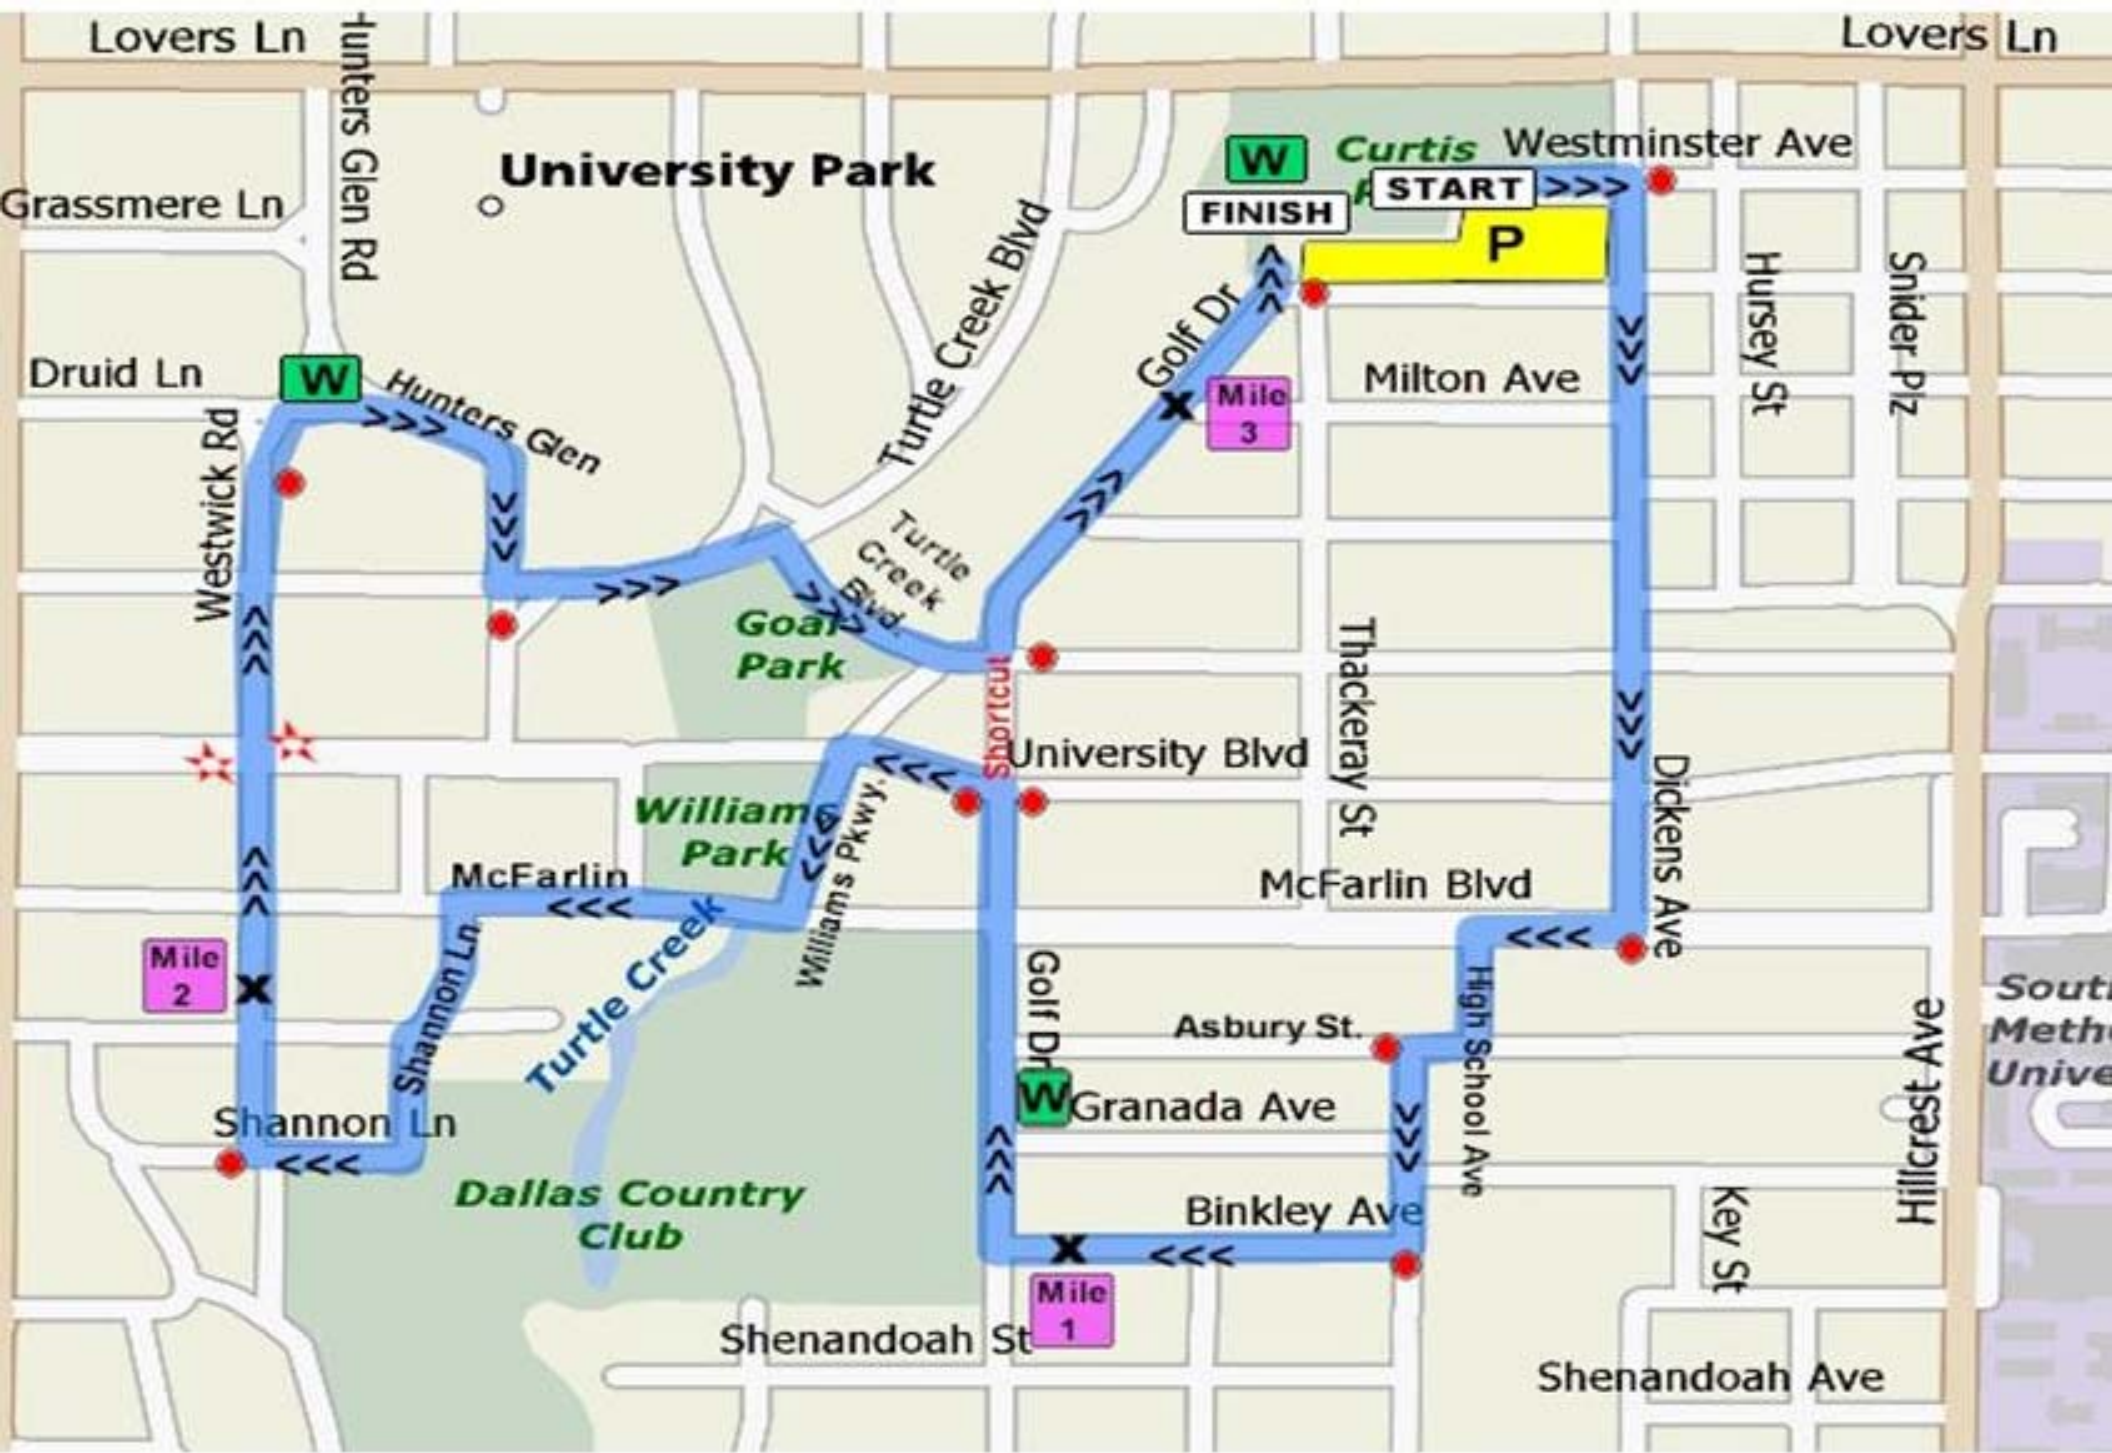 Lovers Ln
Hunters Glen Rd
Lovers Ln
University Park
W
Curtis
Westminster Ave
START >>>
FINISH
P
Grassmere Ln
Turtle Creek Blvd
Golf Dr
Hursey St
Snider Plz
Druid Ln
W
Hunters Glen
>>>
Mile
3
X
Milton Ave
>>>
Westwick Rd
>>>
>>>
>>>
Turtle
Creek
Blvd.
>>>
>>>
>>>
Goar
Park
Shortcut
Thackeray St
>>>
>>>
University Blvd
<<<
Dickens Ave
Williams
Park
<<<
Williams Pkwy.
McFarlin
<<<
McFarlin Blvd
<<<
<<<
Mile
2
X
Shannon Ln
Turtle Creek
Golf Dr
High School Ave
Asbury St.
Hillcrest Ave
W
Granada Ave
>>>
Shannon Ln
<<<
Dallas Country
Club
>>>
Binkley Ave
Key St
X
<<<
Mile
1
Shenandoah St
Shenandoah Ave
South
Meth
Unive